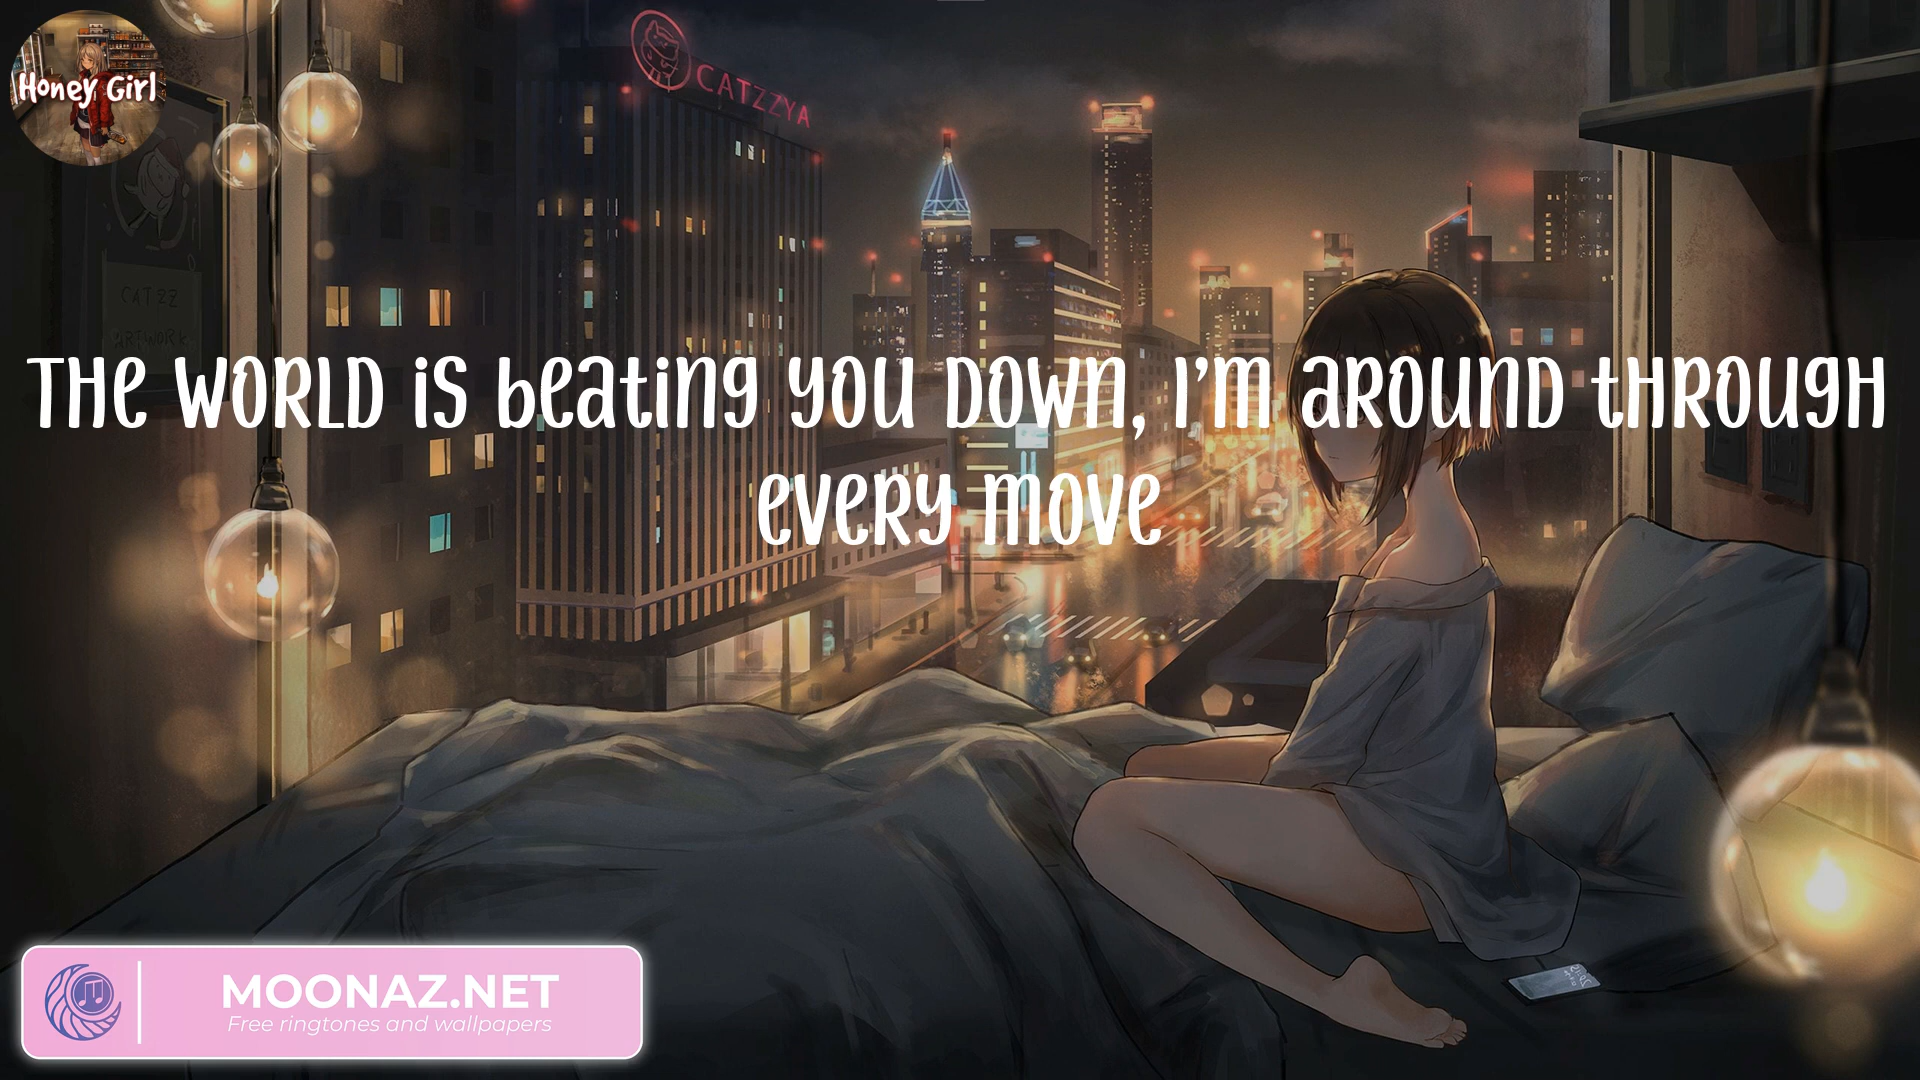 Honey Girl
CATZZYA
CATZZ
ARTWORK
The world is beating you down, I'm around through
every move
MOONAZ.NET
Free ringtones and wallpapers